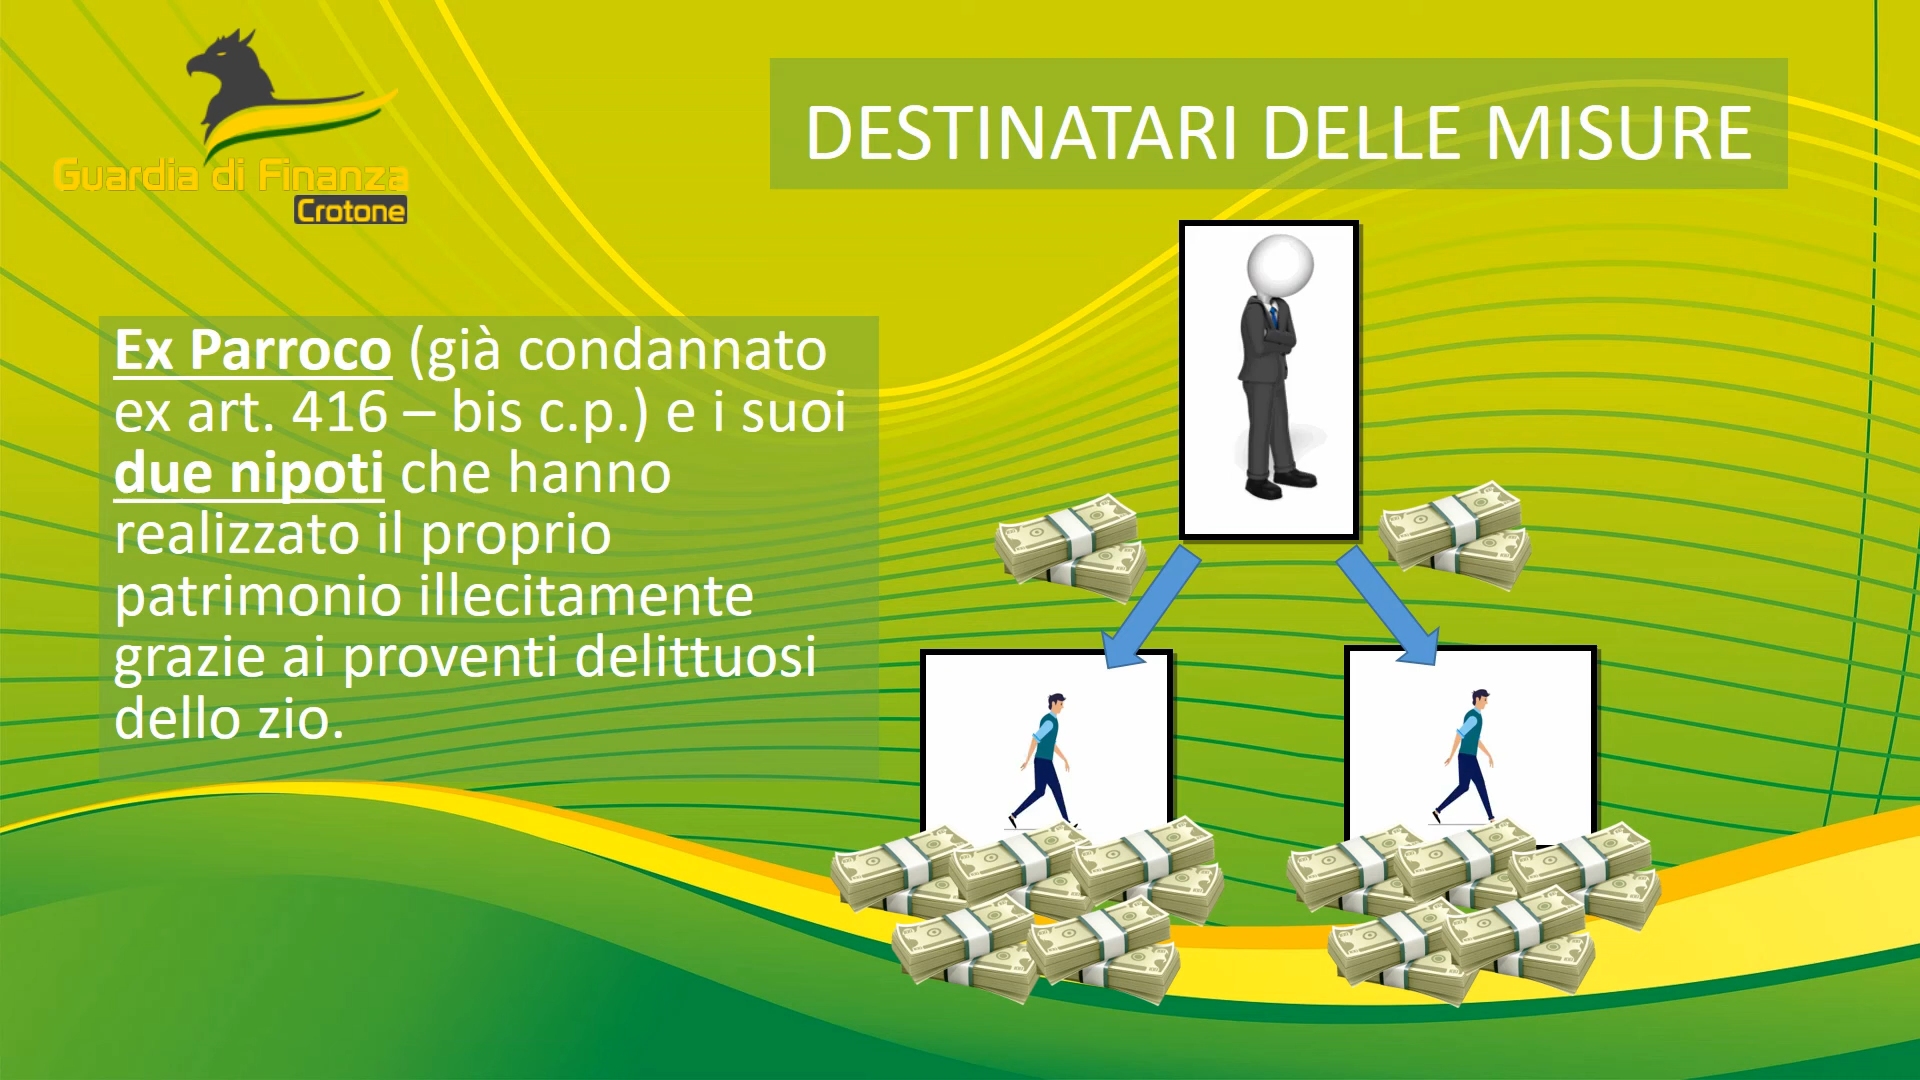 Guardia di Finanza
Crotone
DESTINATARI DELLE MISURE
Ex Parroco (già condannato
ex art. 416 – bis c.p.) e i suoi
due nipoti che hanno
realizzato il proprio
patrimonio illecitamente
grazie ai proventi delittuosi
dello zio.